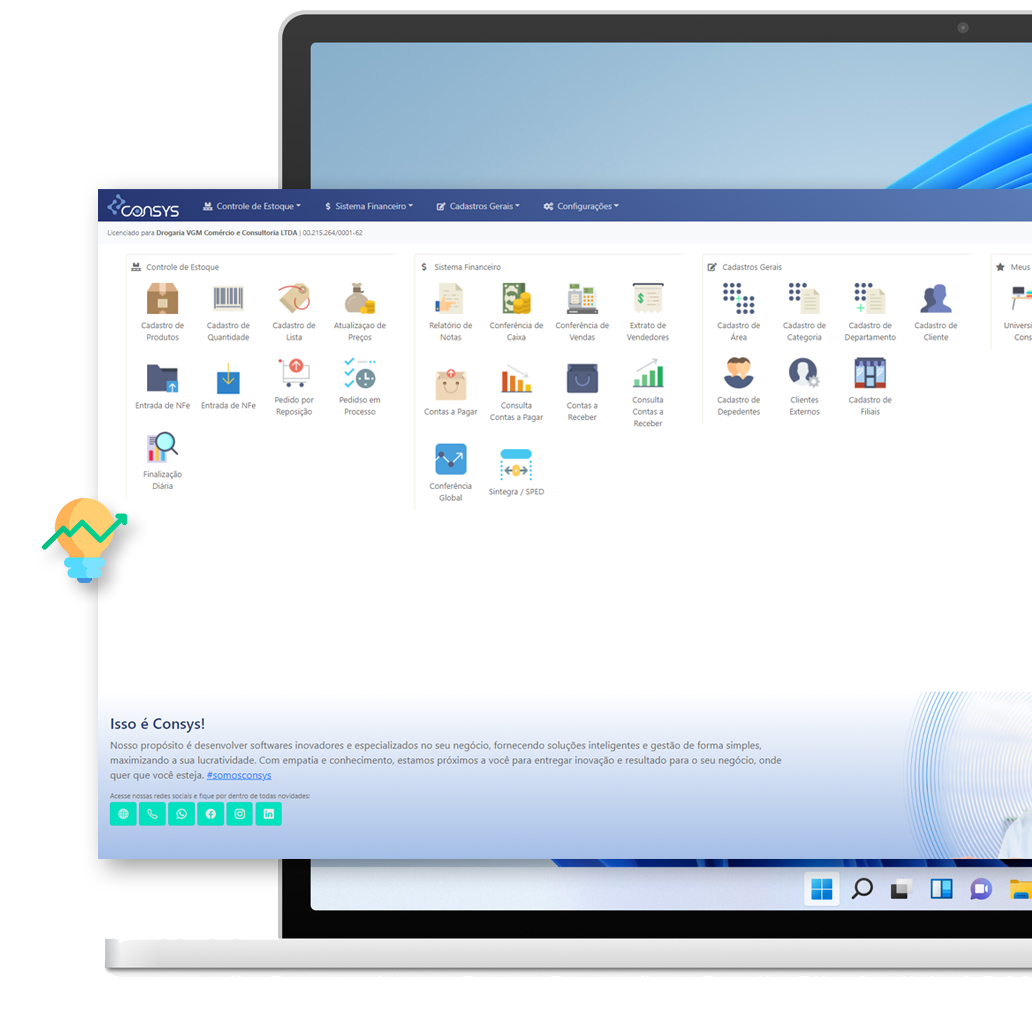 CONSYS
Controle de Estoque
$ Sistema Financeiro
Cadastros Gerais
Configurações
Licenciado para Drogaria VGM Comércio e Consultoria LTDA | 00.215.264/0001-62
Controle de Estoque
Cadastro de
Produtos
Cadastro de
Quantidade
Cadastro de
Lista
Atualizaçao de
Preços
Entrada de NFe
Entrada de NFe
Pedido por
Reposição
Pedidso em
Processo
Finalização
Diária
$ Sistema Financeiro
Relatório de
Notas
Conferência de
Caixa
Conferência de
Vendas
Extrato de
Vendedores
Contas a Pagar
Consulta
Contas a Pagar
Contas a
Receber
Consulta
Contas a
Receber
Conferência
Global
Sintegra / SPED
Cadastros Gerais
Cadastro de
Área
Cadastro de
Categoria
Cadastro de
Departamento
Cadastro de
Cliente
Cadastro de
Depedentes
Clientes
Externos
Cadastro de
Filiais
Meus
Univers
Cons
Isso é Consys!
Nosso propósito é desenvolver softwares inovadores e especializados no seu negócio, fornecendo soluções inteligentes e gestão de forma simples,
maximizando a sua lucratividade. Com empatia e conhecimento, estamos próximos a você para entregar inovação e resultado para o seu negócio, onde
quer que você esteja. #somosconsys
Acesse nossas redes sociais e fique por dentro de todas novidades: